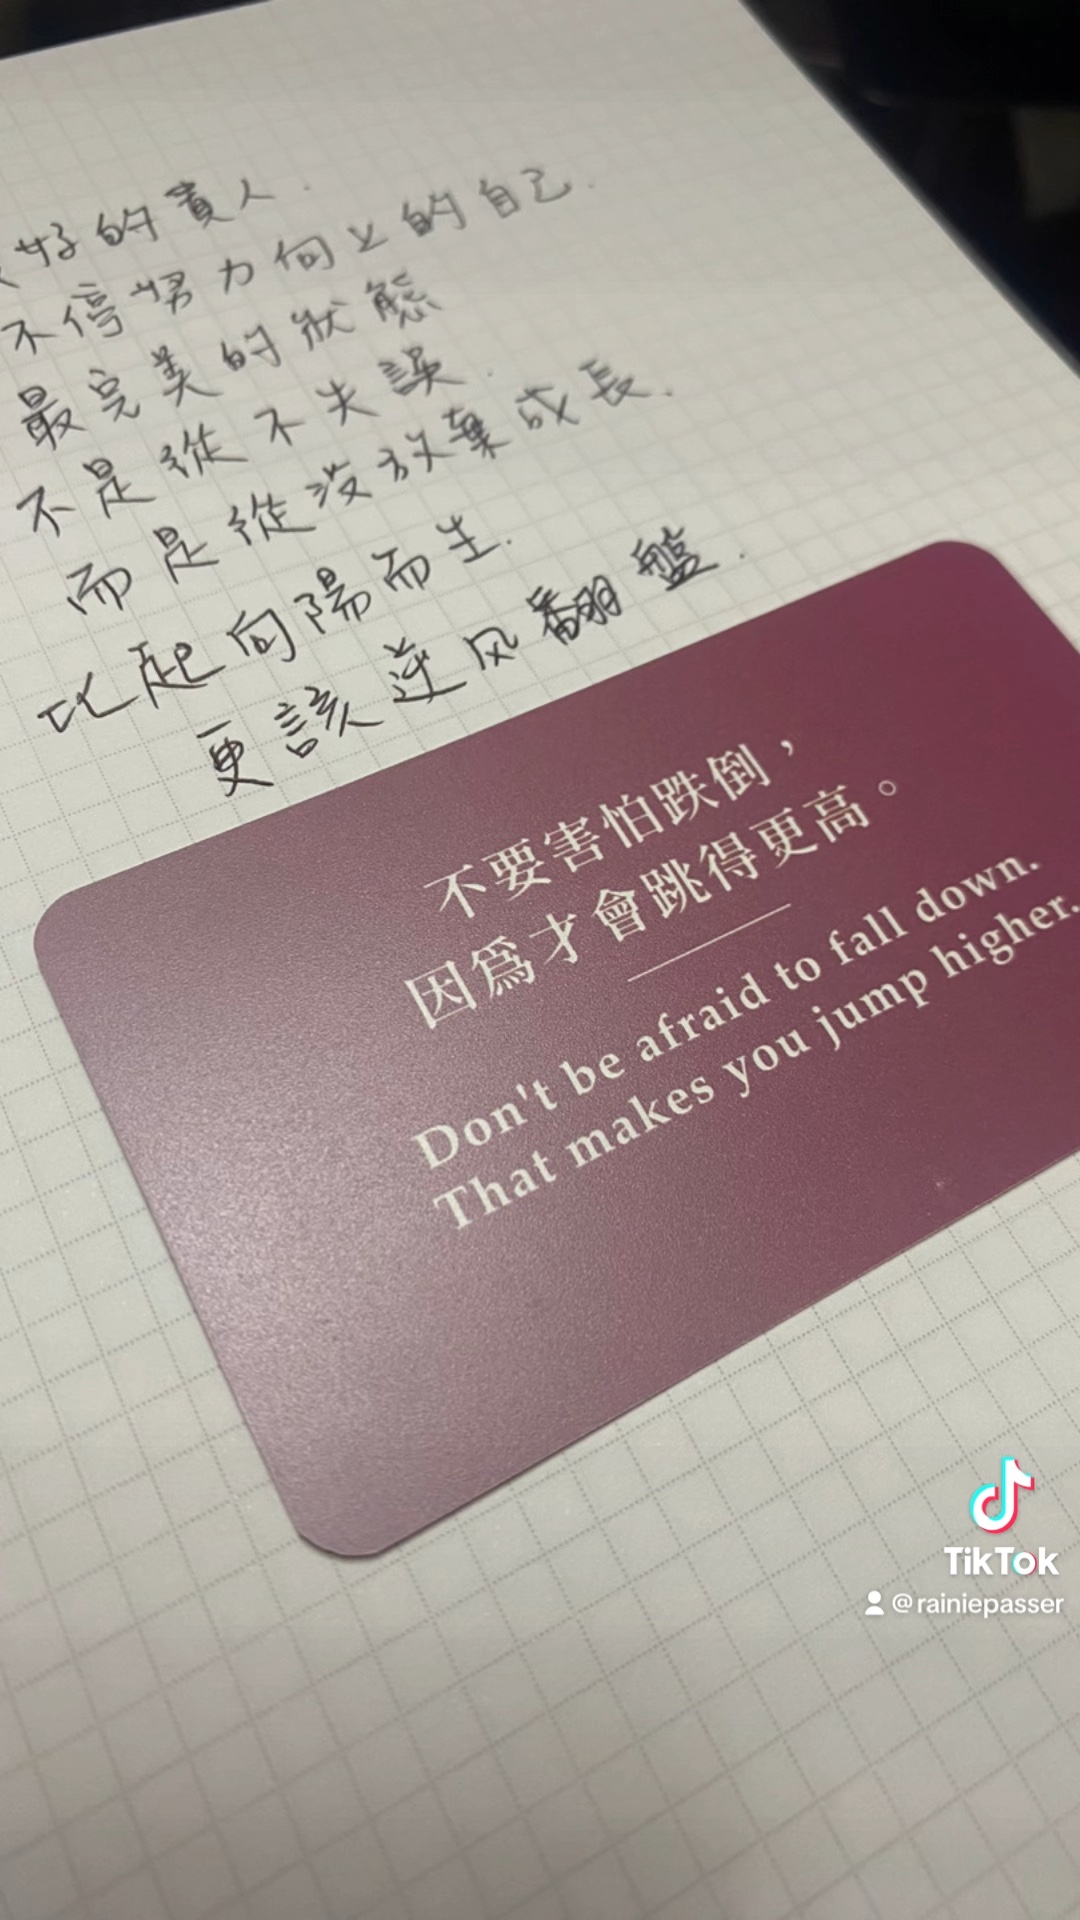 好的貴人.
不停努力向上的自己.
最完美的狀態
不是從不失誤.
而是從沒放棄成長.
比起向陽而生.
更該逆风翻盤.
不要害怕跌倒，
因爲才會跳得更高。
Don't be afraid to fall down.
That makes you jump higher.
TikTok
@rainiepasser